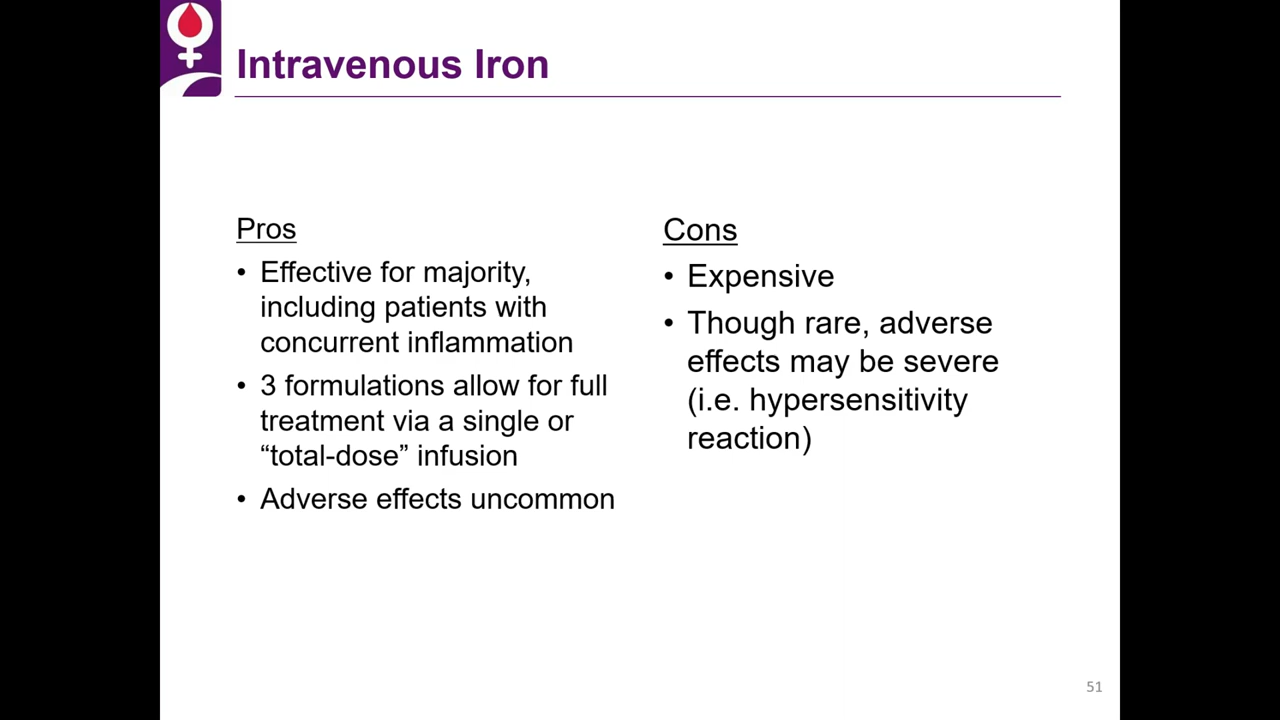 Intravenous Iron
Pros
• Effective for majority,
including patients with
concurrent inflammation
• 3 formulations allow for full
treatment via a single or
“total-dose” infusion
• Adverse effects uncommon
Cons
• Expensive
• Though rare, adverse
effects may be severe
(i.e. hypersensitivity
reaction)
51